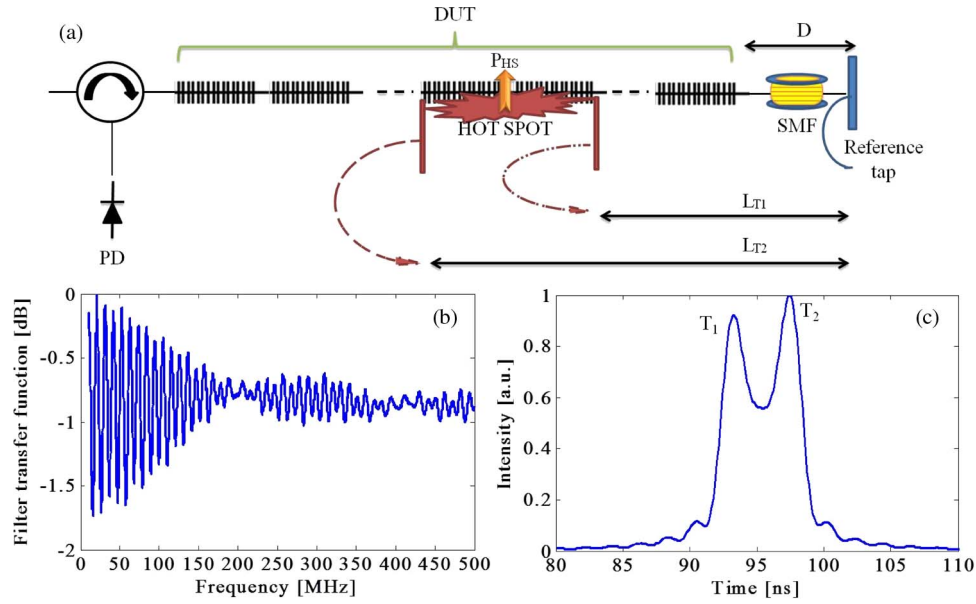 DUT
(a)
D
P_HS
HOT SPOT
SMF
Reference
tap
L_T1
L_T2
PD
(b)
0
-0.5
-1
-1.5
-2
Filter transfer function [dB]
0 50 100 150 200 250 300 350 400 450 500
Frequency [MHz]
(c)
T_1
T_2
1
0.8
0.6
0.4
0.2
0
Intensity [a.u.]
80 85 90 95 100 105 110
Time [ns]